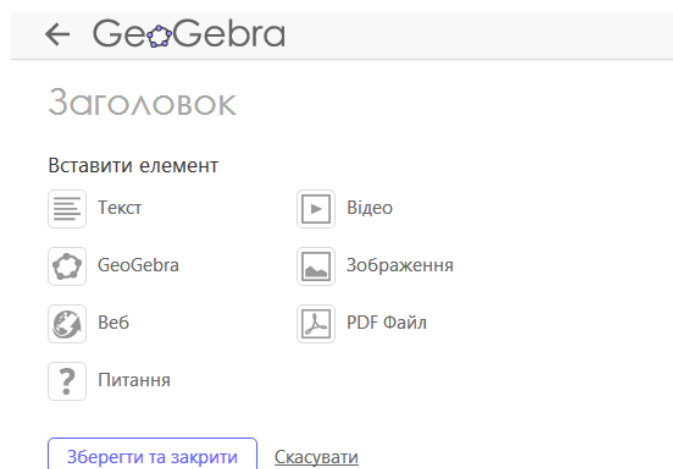 GeoGebra
Заголовок
Вставити елемент
Текст
Відео
GeoGebra
Зображення
Веб
PDF Файл
Питання
Зберегти та закрити
Скасувати